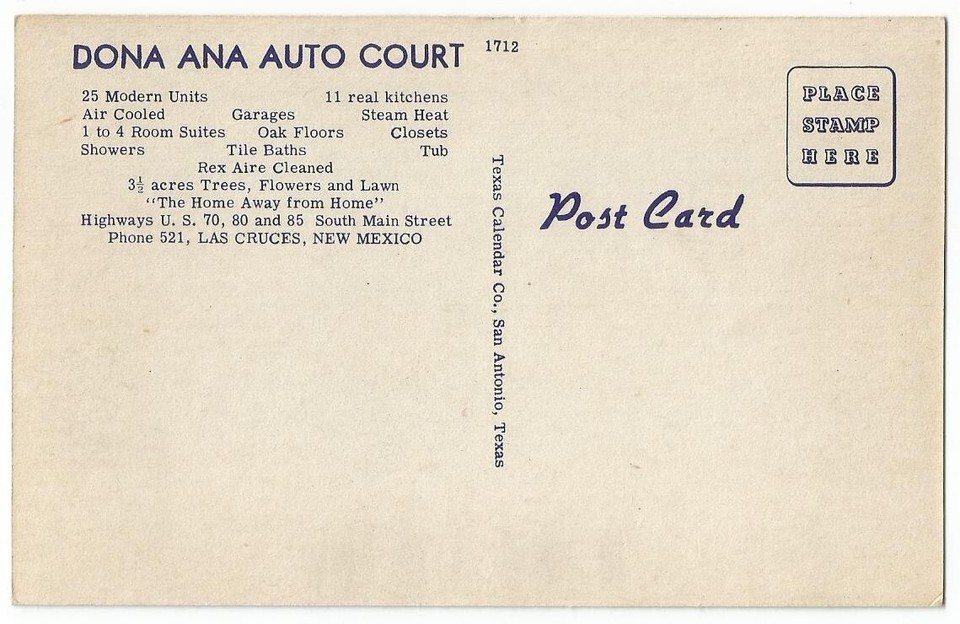 DONA ANA AUTO COURT
25 Modern Units 11 real kitchens
Air Cooled Garages Steam Heat
1 to 4 Room Suites Oak Floors Closets
Showers Tile Baths Tub
Rex Aire Cleaned
3½ acres Trees, Flowers and Lawn
"The Home Away from Home"
Highways U. S. 70, 80 and 85 South Main Street
Phone 521, LAS CRUCES, NEW MEXICO
1712
Texas Calendar Co., San Antonio, Texas
Post Card
PLACE
STAMP
HERE